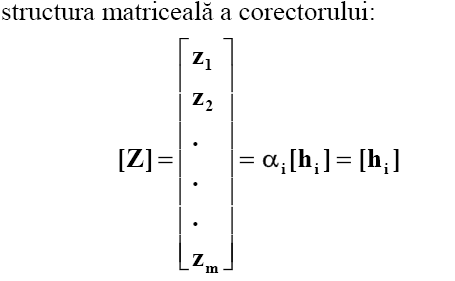 structura matriceală a corectorului:
[Z] = [z₁ z₂ . . . zₘ] = αᵢ[hᵢ] = [hᵢ]